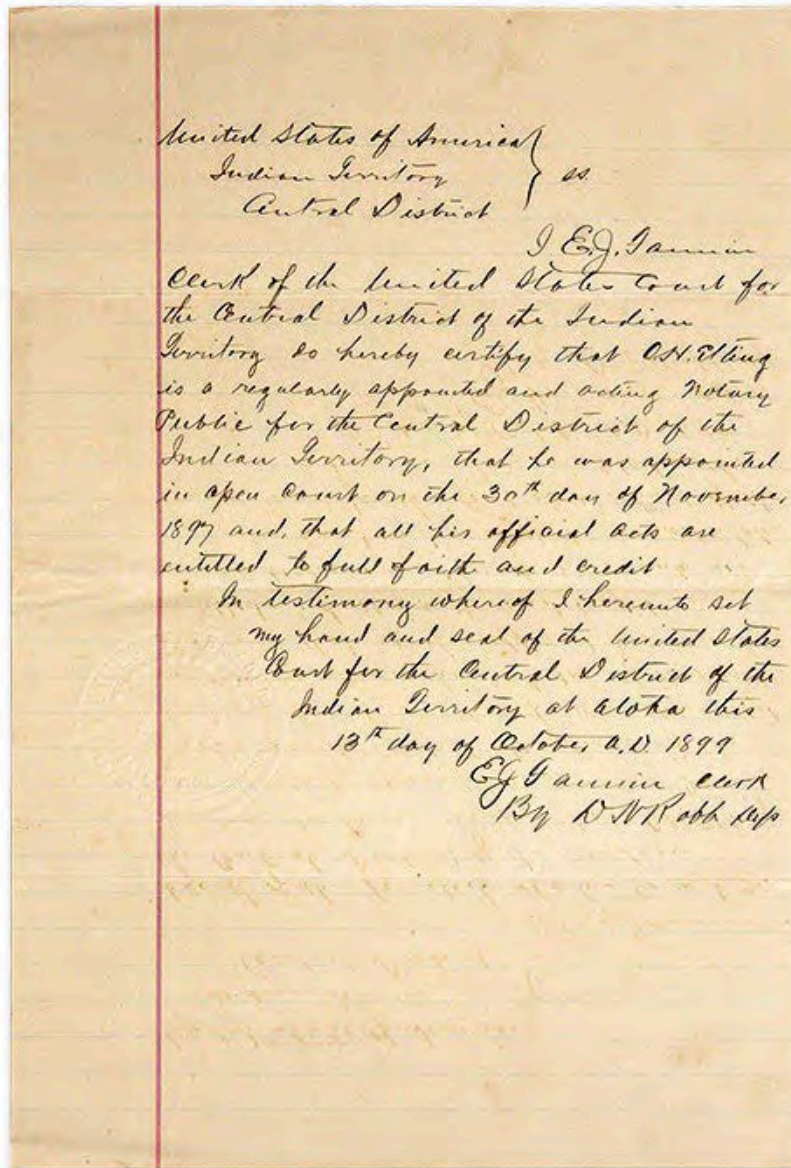 United States of America
Indian Territory } ss.
Central District
I E.J. Fannin
Clerk of the United States Court for
the Central District of the Indian
Territory do hereby certify that O.H. Elting
is a regularly appointed and acting Notary
Public for the Central District of the
Indian Territory, that he was appointed
in open Court on the 30th day of November
1897 and, that all his official acts are
entitled to full faith and credit
In testimony whereof I hereunto set
my hand and seal of the United States
Court for the Central District of the
Indian Territory at Atoka this
13th day of October A.D. 1899
EJ Fannin Clerk
By D N Robb Dep